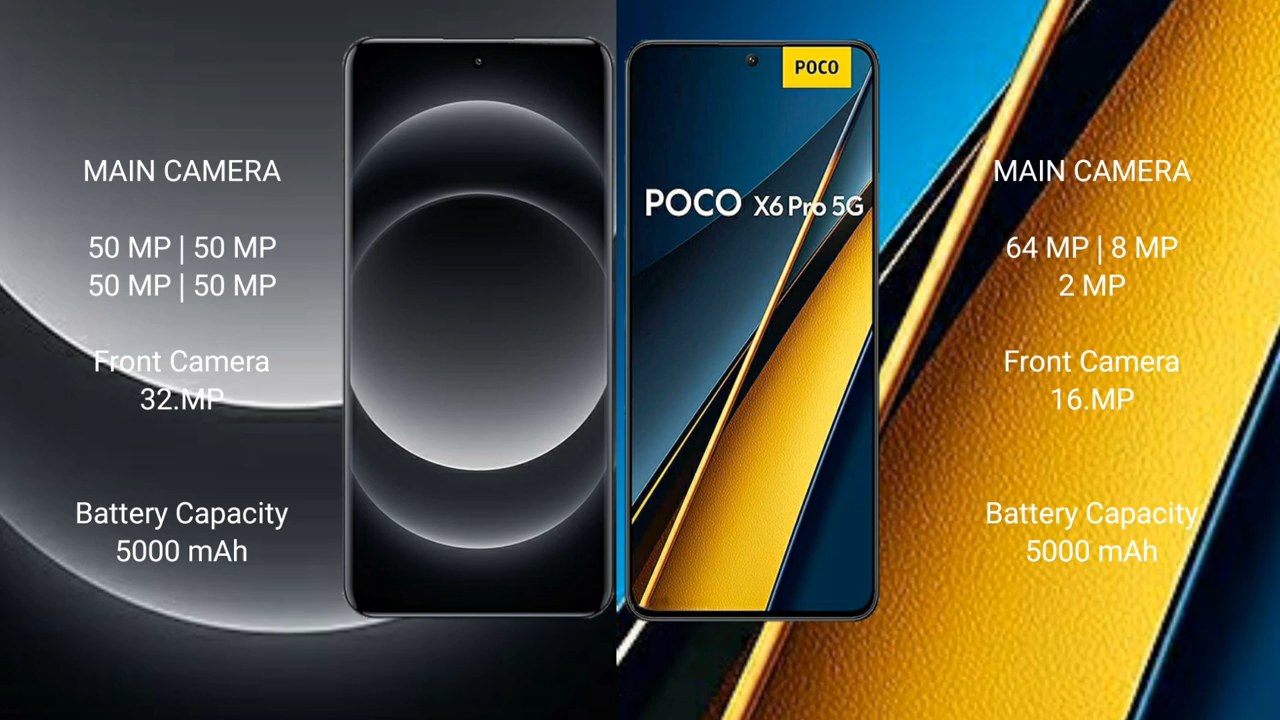 MAIN CAMERA
50 MP | 50 MP
50 MP | 50 MP
Front Camera
32.MP
Battery Capacity
5000 mAh
POCO
POCO X6 Pro 5G
MAIN CAMERA
64 MP | 8 MP
2 MP
Front Camera
16.MP
Battery Capacity
5000 mAh